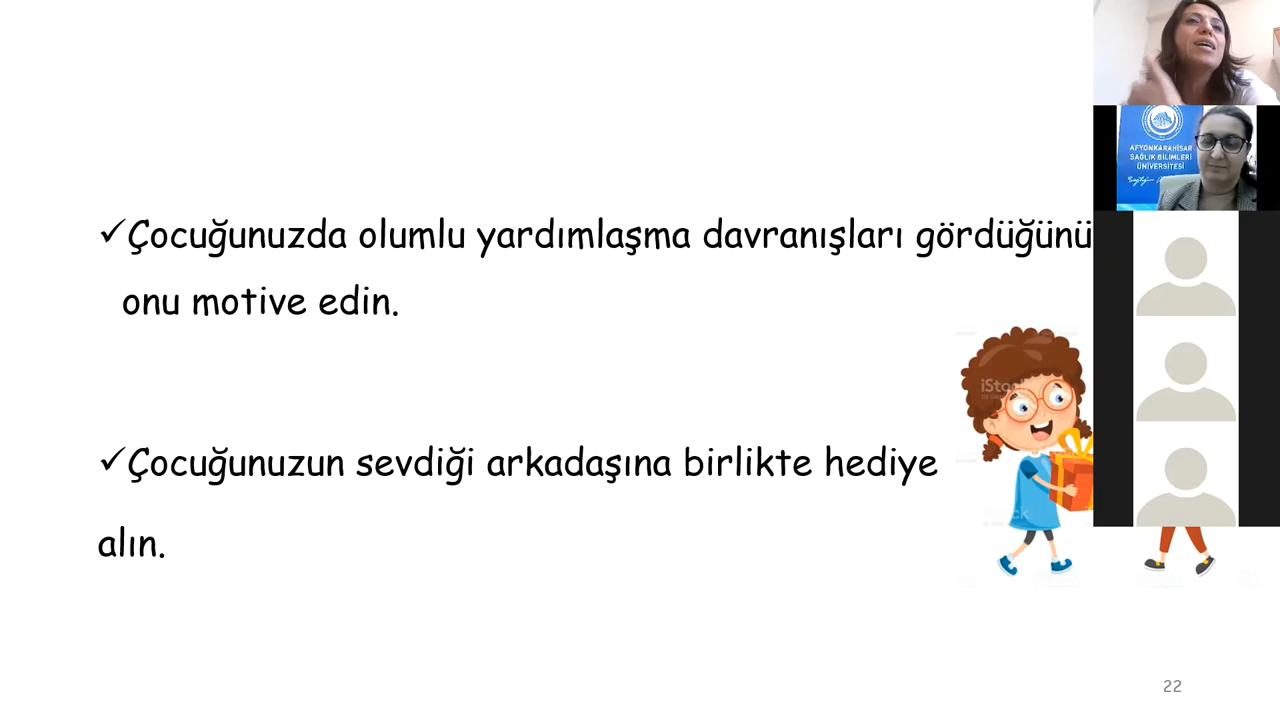 ✓Çocuğunuzda olumlu yardımlaşma davranışları gördüğünü
onu motive edin.
✓Çocuğunuzun sevdiği arkadaşına birlikte hediye
alın.
AFYONKARAHİSAR
SAĞLIK BİLİMLERİ
ÜNİVERSİTESİ
iStock
22